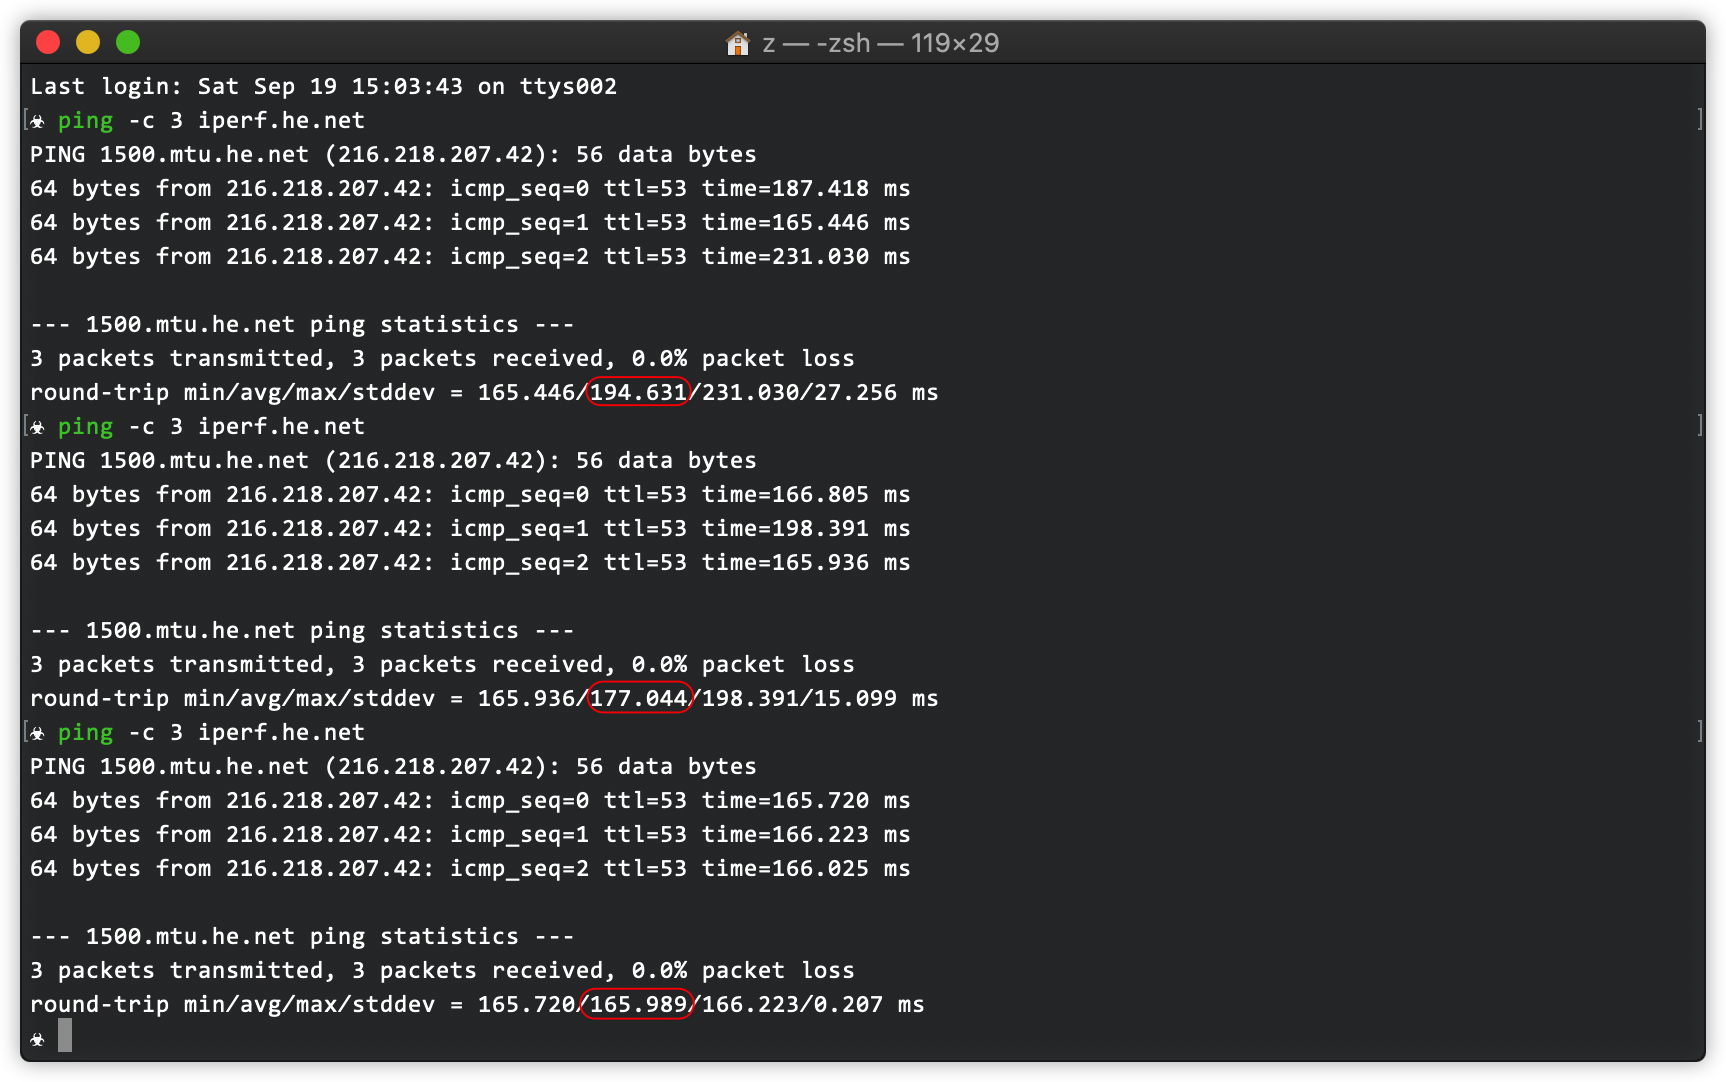 z — -zsh — 119×29
Last login: Sat Sep 19 15:03:43 on ttys002
[☣ ping -c 3 iperf.he.net ]
PING 1500.mtu.he.net (216.218.207.42): 56 data bytes
64 bytes from 216.218.207.42: icmp_seq=0 ttl=53 time=187.418 ms
64 bytes from 216.218.207.42: icmp_seq=1 ttl=53 time=165.446 ms
64 bytes from 216.218.207.42: icmp_seq=2 ttl=53 time=231.030 ms
--- 1500.mtu.he.net ping statistics ---
3 packets transmitted, 3 packets received, 0.0% packet loss
round-trip min/avg/max/stddev = 165.446/194.631/231.030/27.256 ms
[☣ ping -c 3 iperf.he.net ]
PING 1500.mtu.he.net (216.218.207.42): 56 data bytes
64 bytes from 216.218.207.42: icmp_seq=0 ttl=53 time=166.805 ms
64 bytes from 216.218.207.42: icmp_seq=1 ttl=53 time=198.391 ms
64 bytes from 216.218.207.42: icmp_seq=2 ttl=53 time=165.936 ms
--- 1500.mtu.he.net ping statistics ---
3 packets transmitted, 3 packets received, 0.0% packet loss
round-trip min/avg/max/stddev = 165.936/177.044/198.391/15.099 ms
[☣ ping -c 3 iperf.he.net ]
PING 1500.mtu.he.net (216.218.207.42): 56 data bytes
64 bytes from 216.218.207.42: icmp_seq=0 ttl=53 time=165.720 ms
64 bytes from 216.218.207.42: icmp_seq=1 ttl=53 time=166.223 ms
64 bytes from 216.218.207.42: icmp_seq=2 ttl=53 time=166.025 ms
--- 1500.mtu.he.net ping statistics ---
3 packets transmitted, 3 packets received, 0.0% packet loss
round-trip min/avg/max/stddev = 165.720/165.989/166.223/0.207 ms
☣